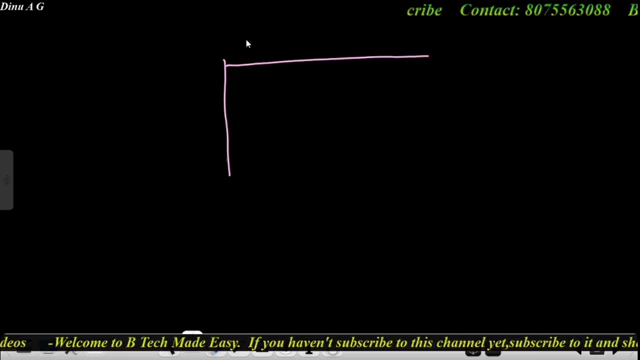 Dinu A G
cribe Contact: 8075563088 B
deos -Welcome to B Tech Made Easy. If you haven't subscribe to this channel yet,subscribe to it and sh